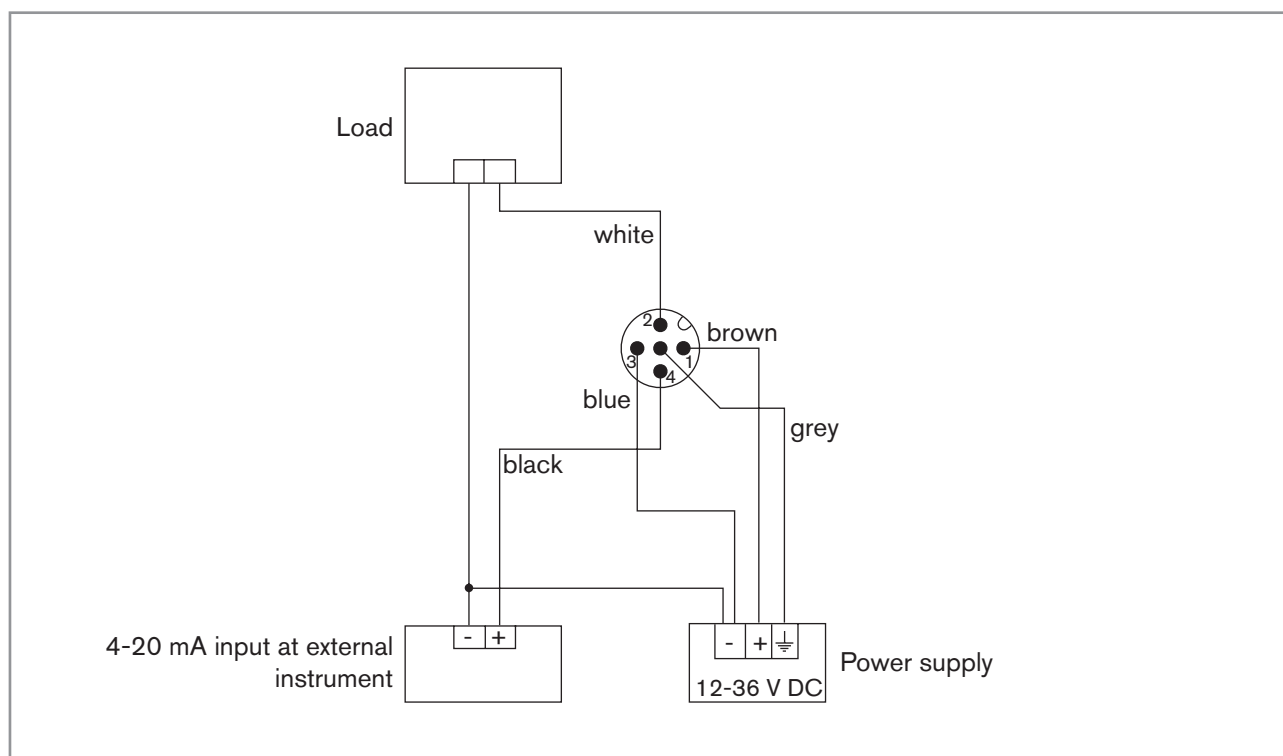 Load
white
2
brown
3
1
4
blue
grey
black
- +
4-20 mA input at external
instrument
- +
12-36 V DC
Power supply